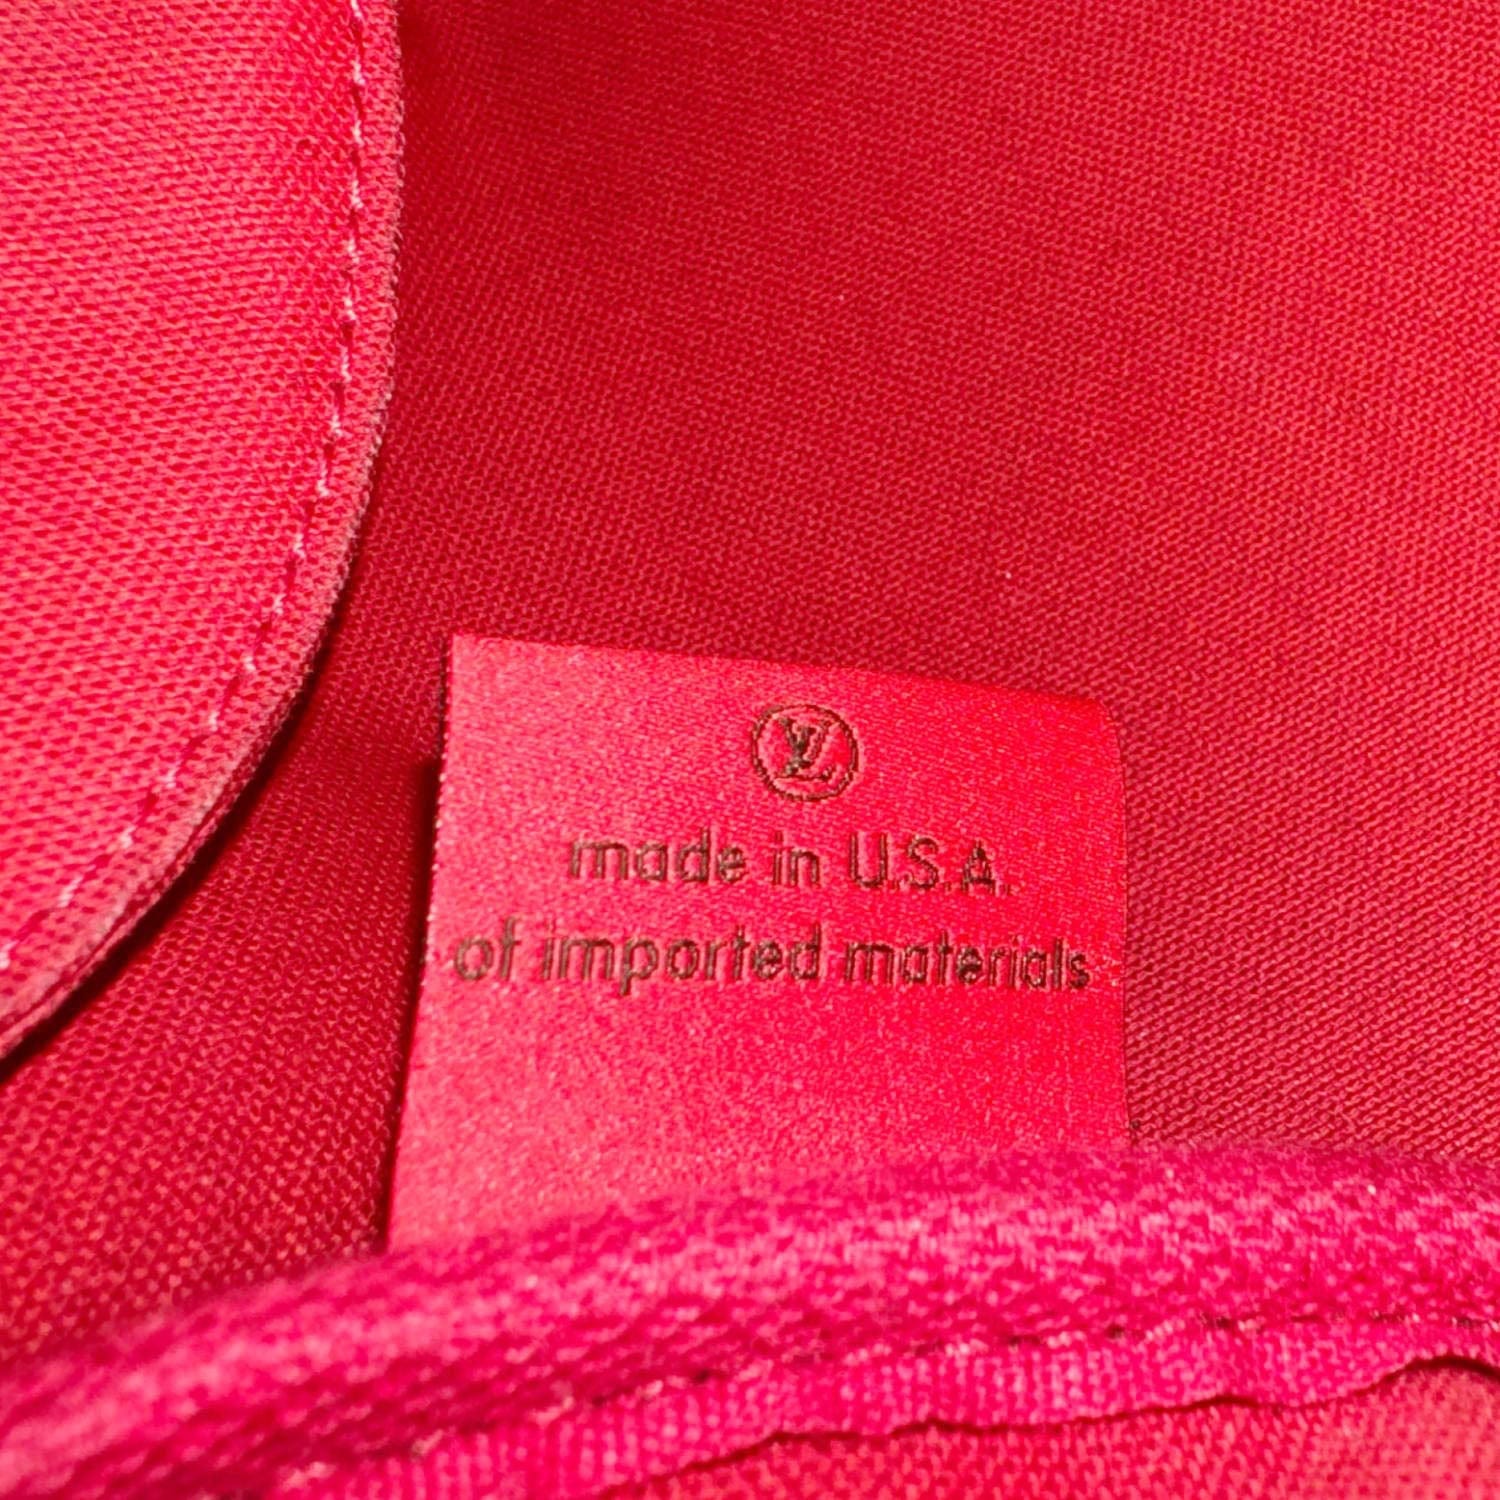 LV
made in U.S.A.
of imported materials